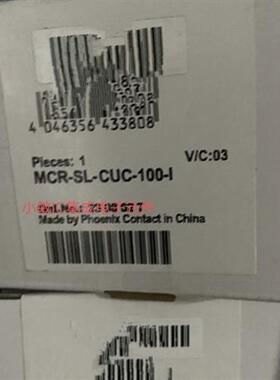 4 046356 433808
Pieces: 1
V/C:03
MCR-SL-CUC-100-I
Made by Phoenix Contact in China